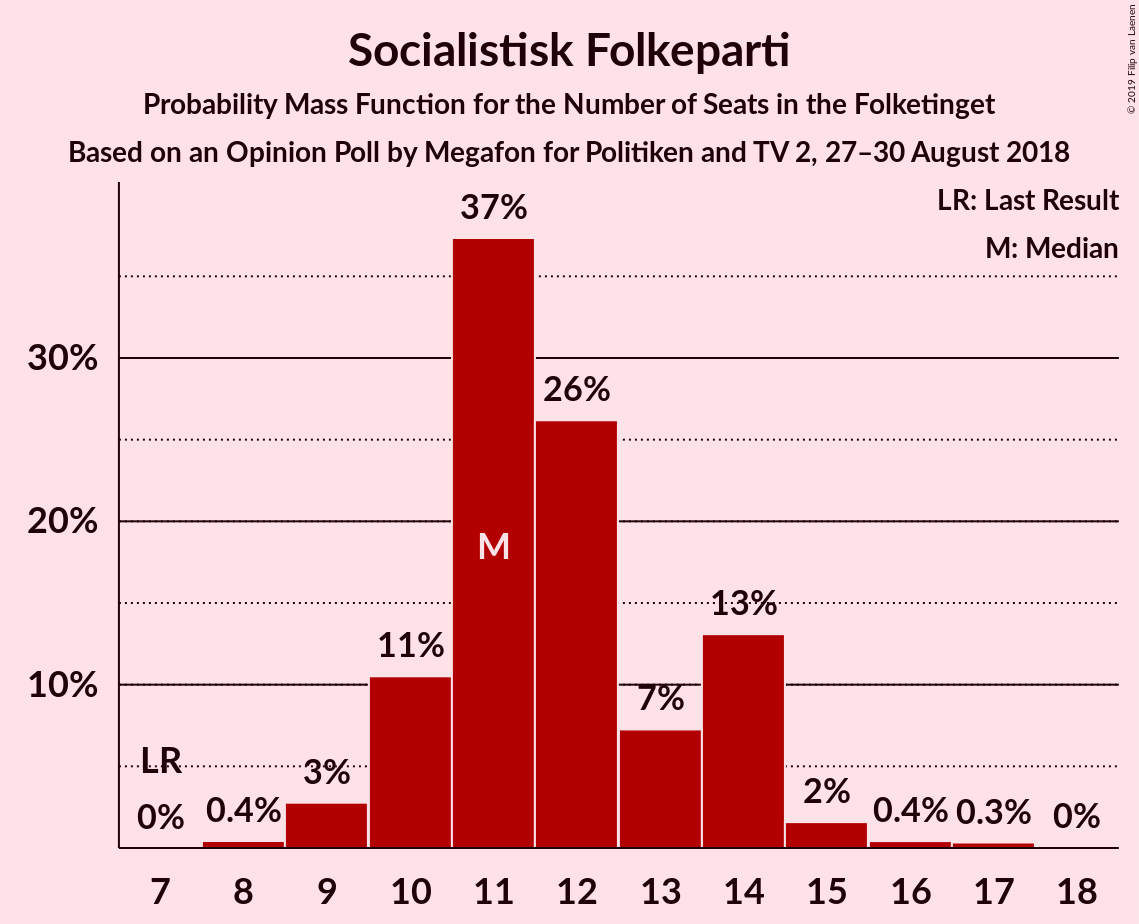 Socialistisk Folkeparti
Probability Mass Function for the Number of Seats in the Folketinget
Based on an Opinion Poll by Megafon for Politiken and TV 2, 27–30 August 2018
© 2019 Filip van Laenen
LR: Last Result
M: Median
37%
30%
26%
20%
M
13%
11%
10%
7%
LR
3%
2%
0%
0.4%
0.4%
0.3%
0%
7 8 9 10 11 12 13 14 15 16 17 18